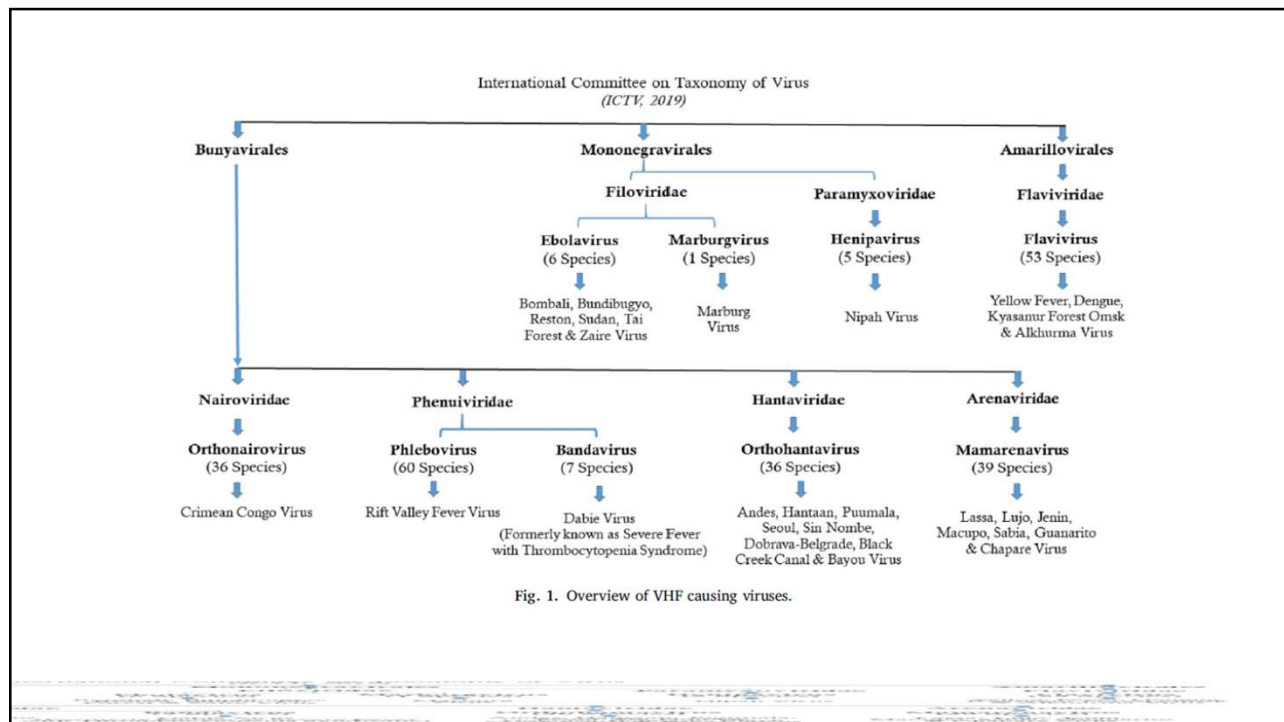 International Committee on Taxonomy of Virus
(ICTV, 2019)
Bunyavirales
Mononegravirales
Amarillovirales
Filoviridae
Paramyxoviridae
Flaviviridae
Ebolavirus
(6 Species)
Marburgvirus
(1 Species)
Henipavirus
(5 Species)
Flavivirus
(53 Species)
Bombali, Bundibugyo,
Reston, Sudan, Tai
Forest & Zaire Virus
Marburg
Virus
Nipah Virus
Yellow Fever, Dengue,
Kyasanur Forest Omsk
& Alkhurma Virus
Nairoviridae
Phenuiviridae
Hantaviridae
Arenaviridae
Orthonairovirus
(36 Species)
Phlebovirus
(60 Species)
Bandavirus
(7 Species)
Orthohantavirus
(36 Species)
Mamarenavirus
(39 Species)
Crimean Congo Virus
Rift Valley Fever Virus
Dabie Virus
(Formerly known as Severe Fever
with Thrombocytopenia Syndrome)
Andes, Hantaan, Puumala,
Seoul, Sin Nombre,
Dobrava-Belgrade, Black
Creek Canal & Bayou Virus
Lassa, Lujo, Jenin,
Macupo, Sabia, Guanarito
& Chapare Virus
Fig. 1. Overview of VHF causing viruses.